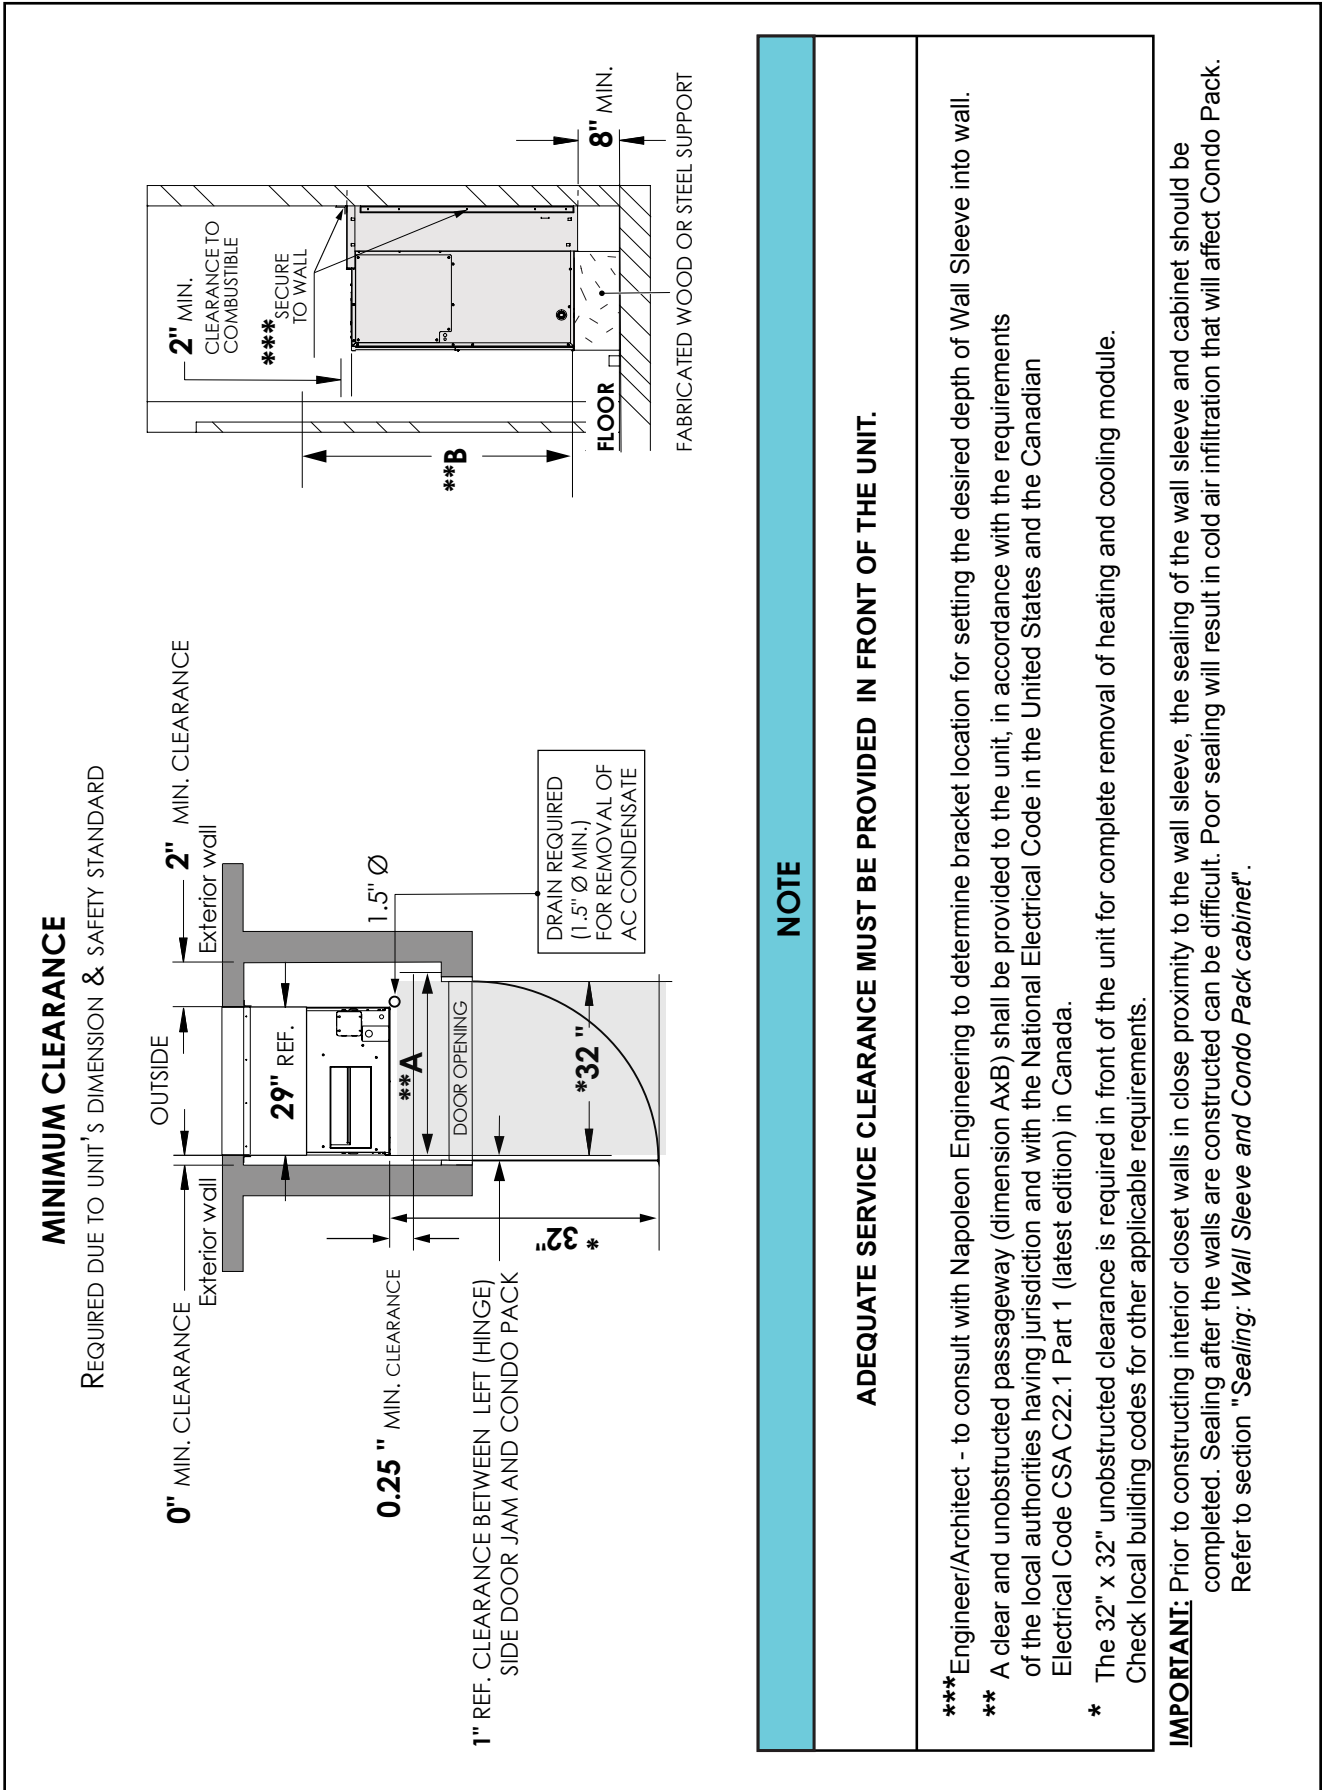 MINIMUM CLEARANCE
REQUIRED DUE TO UNIT'S DIMENSION & SAFETY STANDARD
0" MIN. CLEARANCE
Exterior wall
OUTSIDE
Exterior wall
2" MIN. CLEARANCE
29" REF.
1.5" Ø
**A
DOOR OPENING
*32 "
* 32"
0.25 " MIN. CLEARANCE
1" REF. CLEARANCE BETWEEN LEFT (HINGE)
SIDE DOOR JAM AND CONDO PACK
DRAIN REQUIRED
(1.5" Ø MIN.)
FOR REMOVAL OF
AC CONDENSATE
2" MIN.
CLEARANCE TO
COMBUSTIBLE
***
SECURE
TO WALL
**B
FLOOR
8" MIN.
FABRICATED WOOD OR STEEL SUPPORT
NOTE
ADEQUATE SERVICE CLEARANCE MUST BE PROVIDED IN FRONT OF THE UNIT.
***Engineer/Architect - to consult with Napoleon Engineering to determine bracket location for setting the desired depth of Wall Sleeve into wall.
** A clear and unobstructed passageway (dimension AxB) shall be provided to the unit, in accordance with the requirements
of the local authorities having jurisdiction and with the National Electrical Code in the United States and the Canadian
Electrical Code CSA C22.1 Part 1 (latest edition) in Canada.
* The 32" x 32" unobstructed clearance is required in front of the unit for complete removal of heating and cooling module.
Check local building codes for other applicable requirements.
IMPORTANT: Prior to constructing interior closet walls in close proximity to the wall sleeve, the sealing of the wall sleeve and cabinet should be
completed. Sealing after the walls are constructed can be difficult. Poor sealing will result in cold air infiltration that will affect Condo Pack.
Refer to section "Sealing: Wall Sleeve and Condo Pack cabinet".